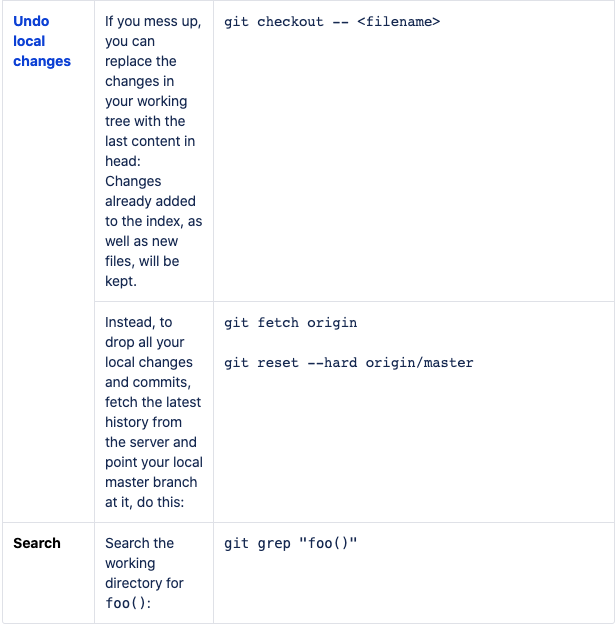 Undo
local
changes
If you mess up,
you can
replace the
changes in
your working
tree with the
last content in
head:
Changes
already added
to the index, as
well as new
files, will be
kept.
git checkout -- <filename>
Instead, to
drop all your
local changes
and commits,
fetch the latest
history from
the server and
point your local
master branch
at it, do this:
git fetch origin
git reset --hard origin/master
Search
Search the
working
directory for
foo():
git grep "foo()"